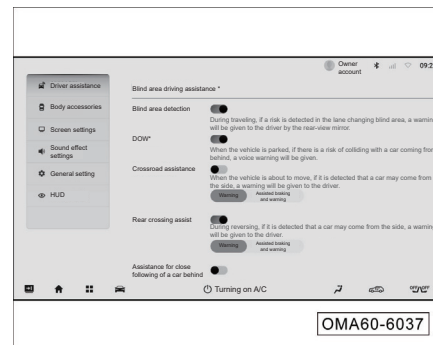 Owner account
09:2
Driver assistance
Body accessories
Screen settings
Sound effect settings
General setting
HUD
Blind area driving assistance *
Blind area detection
During traveling, if a risk is detected in the lane changing blind area, a warnin
will be given to the driver by the rear-view mirror.
DOW*
When the vehicle is parked, if there is a risk of colliding with a car coming from
behind, a voice warning will be given.
Crossroad assistance
When the vehicle is about to move, if it is detected that a car may come from
the side, a warning will be given to the driver.
Warning
Assisted braking
and warning
Rear crossing assist
During reversing, if it is detected that a car may come from the side, a warnin
will be given to the driver.
Warning
Assisted braking
and warning
Assistance for close
following of a car behind
Turning on A/C
OFF OFF
OMA60-6037